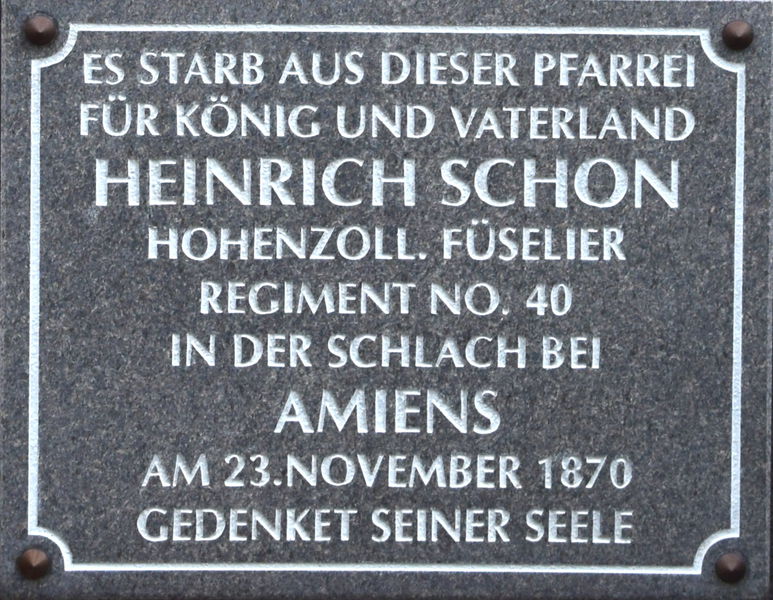 ES STARB AUS DIESER PFARREI
FÜR KÖNIG UND VATERLAND
HEINRICH SCHON
HOHENZOLL. FÜSELIER
REGIMENT NO. 40
IN DER SCHLACH BEI
AMIENS
AM 23.NOVEMBER 1870
GEDENKET SEINER SEELE